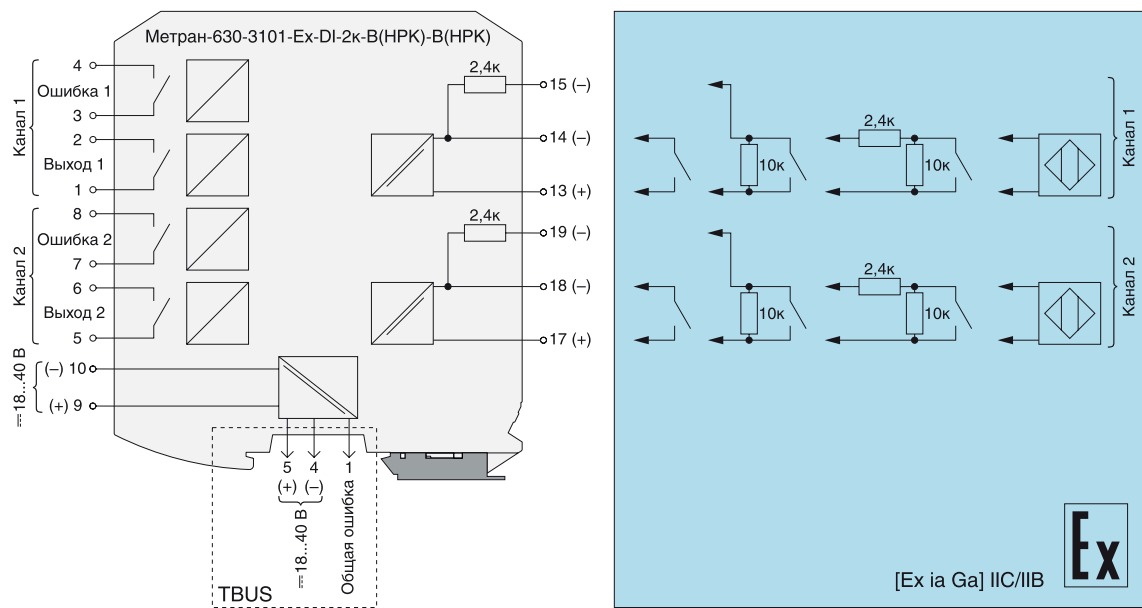 Метран-630-3101-Ex-DI-2к-В(НРК)-В(НРК)
Канал 1
4
Ошибка 1
3
2
Выход 1
1
Канал 2
8
Ошибка 2
7
6
Выход 2
5
⎓18...40 В
(–) 10
(+) 9
2,4к
15 (–)
14 (–)
13 (+)
2,4к
19 (–)
18 (–)
17 (+)
5 4 1
(+) (–)
⎓18...40 В
Общая ошибка
TBUS
10к
2,4к
10к
Канал 1
10к
2,4к
10к
Канал 2
[Ex ia Ga] IIC/IIB
Ex